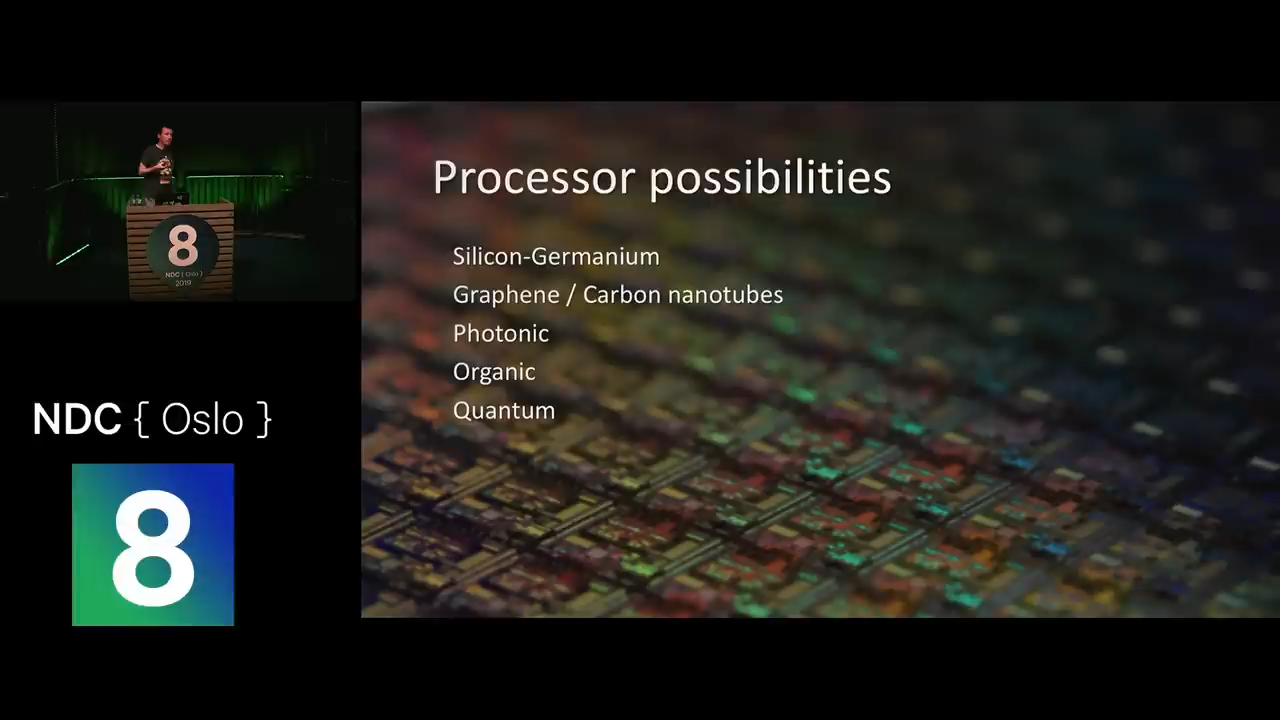 Processor possibilities
Silicon-Germanium
Graphene / Carbon nanotubes
Photonic
Organic
Quantum
8
NDC { Oslo }
2019
NDC { Oslo }
8